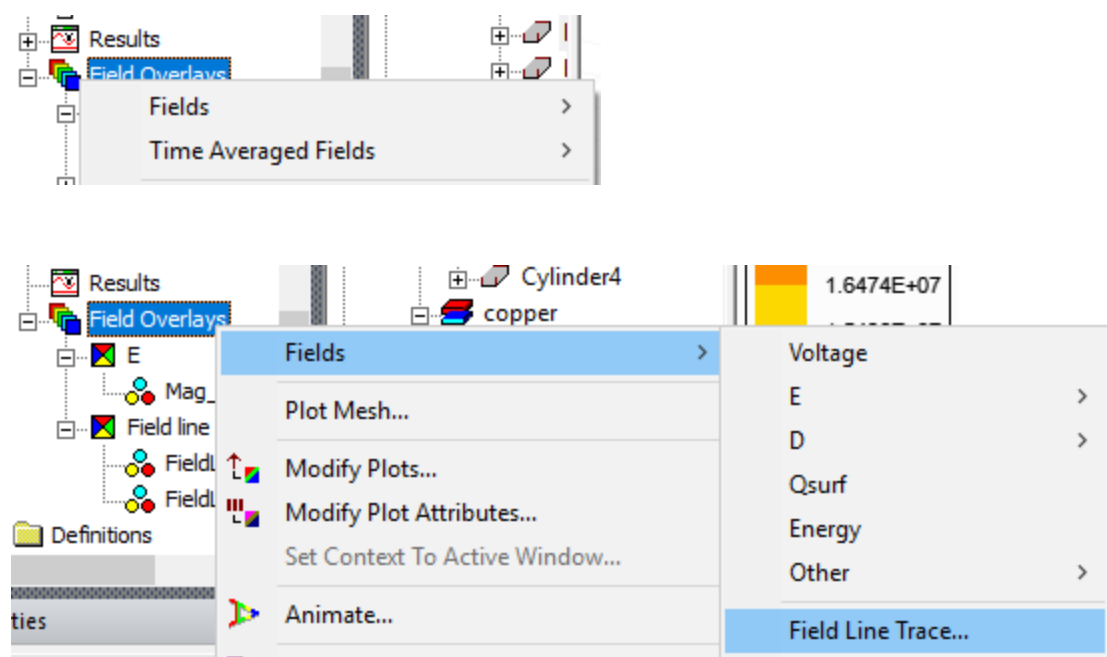 Results
Field Overlays
Fields
Time Averaged Fields
Results
Cylinder4
1.6474E+07
Field Overlays
copper
E
Fields
Voltage
Mag_
Plot Mesh...
E
Field line
D
Modify Plots...
Qsurf
Modify Plot Attributes...
Energy
Definitions
Set Context To Active Window...
Other
ties
Animate...
Field Line Trace...